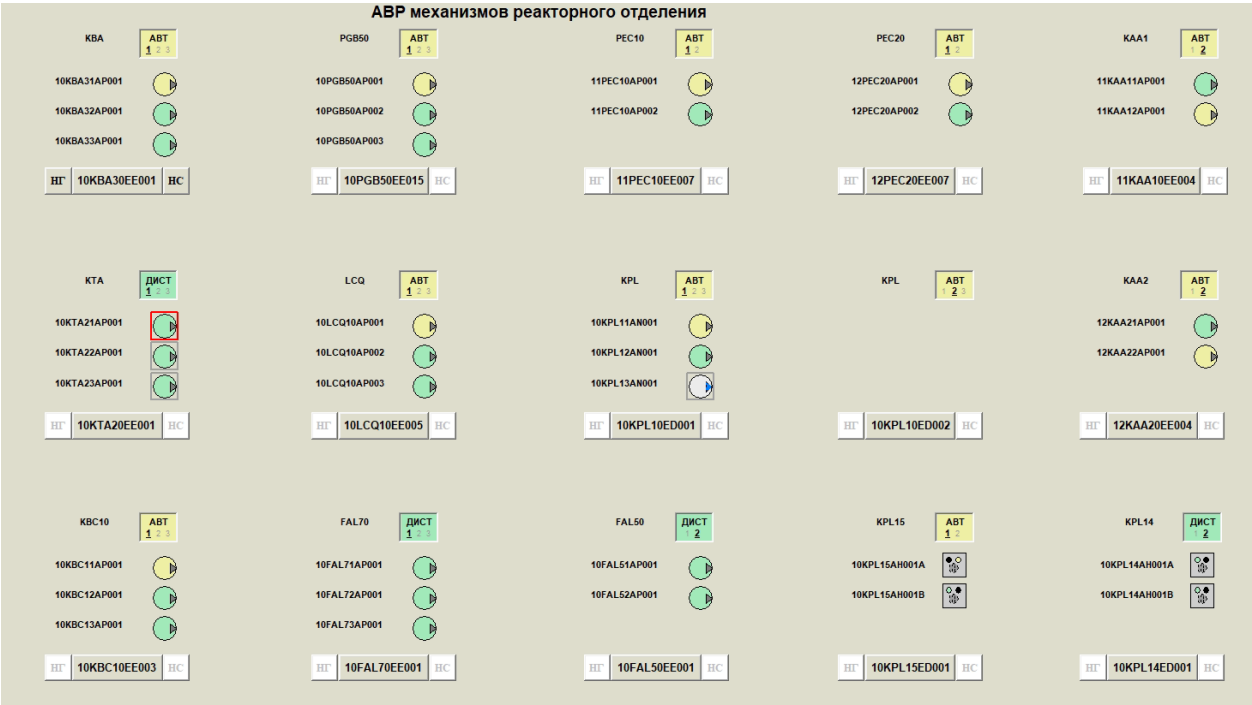 АВР механизмов реакторного отделения
KBA АВТ PGB50 АВТ PEC10 АВТ PEC20 АВТ KAA1 АВТ
1 2 3 1 2 3 1 2 1 2 1 2
10KBA31AP001 10PGB50AP001 11PEC10AP001 12PEC20AP001 11KAA11AP001
10KBA32AP001 10PGB50AP002 11PEC10AP002 12PEC20AP002 11KAA12AP001
10KBA33AP001 10PGB50AP003
НГ 10KBA30EE001 НС НГ 10PGB50EE015 НС НГ 11PEC10EE007 НС НГ 12PEC20EE007 НС НГ 11KAA10EE004 НС
KTA ДИСТ LCQ АВТ KPL АВТ KPL АВТ KAA2 АВТ
1 2 3 1 2 3 1 2 3 1 2 3 1 2
10KTA21AP001 10LCQ10AP001 10KPL11AN001 12KAA21AP001
10KTA22AP001 10LCQ10AP002 10KPL12AN001 12KAA22AP001
10KTA23AP001 10LCQ10AP003 10KPL13AN001
НГ 10KTA20EE001 НС НГ 10LCQ10EE005 НС НГ 10KPL10ED001 НС НГ 10KPL10ED002 НС НГ 12KAA20EE004 НС
KBC10 АВТ FAL70 ДИСТ FAL50 ДИСТ KPL15 АВТ KPL14 ДИСТ
1 2 3 1 2 3 1 2 1 2 1 2
10KBC11AP001 10FAL71AP001 10FAL51AP001 10KPL15AH001A 10KPL14AH001A
10KBC12AP001 10FAL72AP001 10FAL52AP001 10KPL15AH001B 10KPL14AH001B
10KBC13AP001 10FAL73AP001
НГ 10KBC10EE003 НС НГ 10FAL70EE001 НС НГ 10FAL50EE001 НС НГ 10KPL15ED001 НС НГ 10KPL14ED001 НС